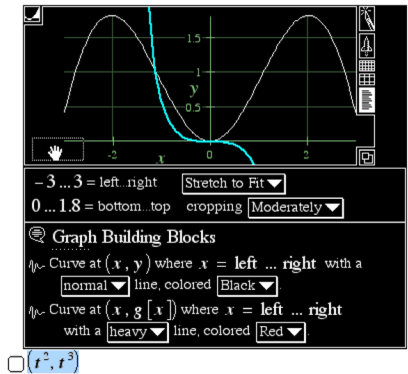 1.5
1
y
0.5
-2 0 2
x
– 3 ... 3 = left...right Stretch to Fit
0 ... 1.8 = bottom...top cropping Moderately
Graph Building Blocks
Curve at (x , y) where x = left ... right with a
normal line, colored Black .
Curve at (x , g [ x ]) where x = left ... right
with a heavy line, colored Red .
(t², t³)